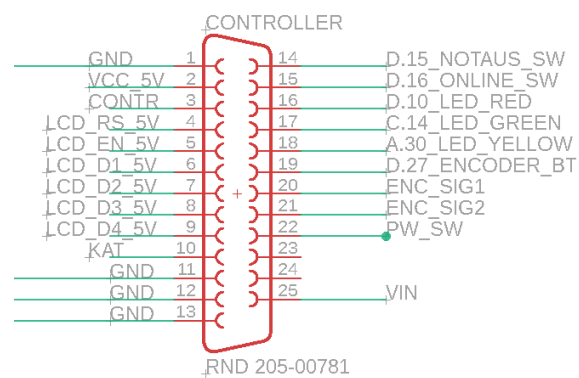 CONTROLLER
GND 1 14 D.15_NOTAUS_SW
VCC_5V 2 15 D.16_ONLINE_SW
CONTR 3 16 D.10_LED_RED
LCD_RS_5V 4 17 C.14_LED_GREEN
LCD_EN_5V 5 18 A.30_LED_YELLOW
LCD_D1_5V 6 19 D.27_ENCODER_BT
LCD_D2_5V 7 20 ENC_SIG1
LCD_D3_5V 8 21 ENC_SIG2
LCD_D4_5V 9 22 PW_SW
KAT 10 23
GND 11 24
GND 12 25 VIN
GND 13
RND 205-00781